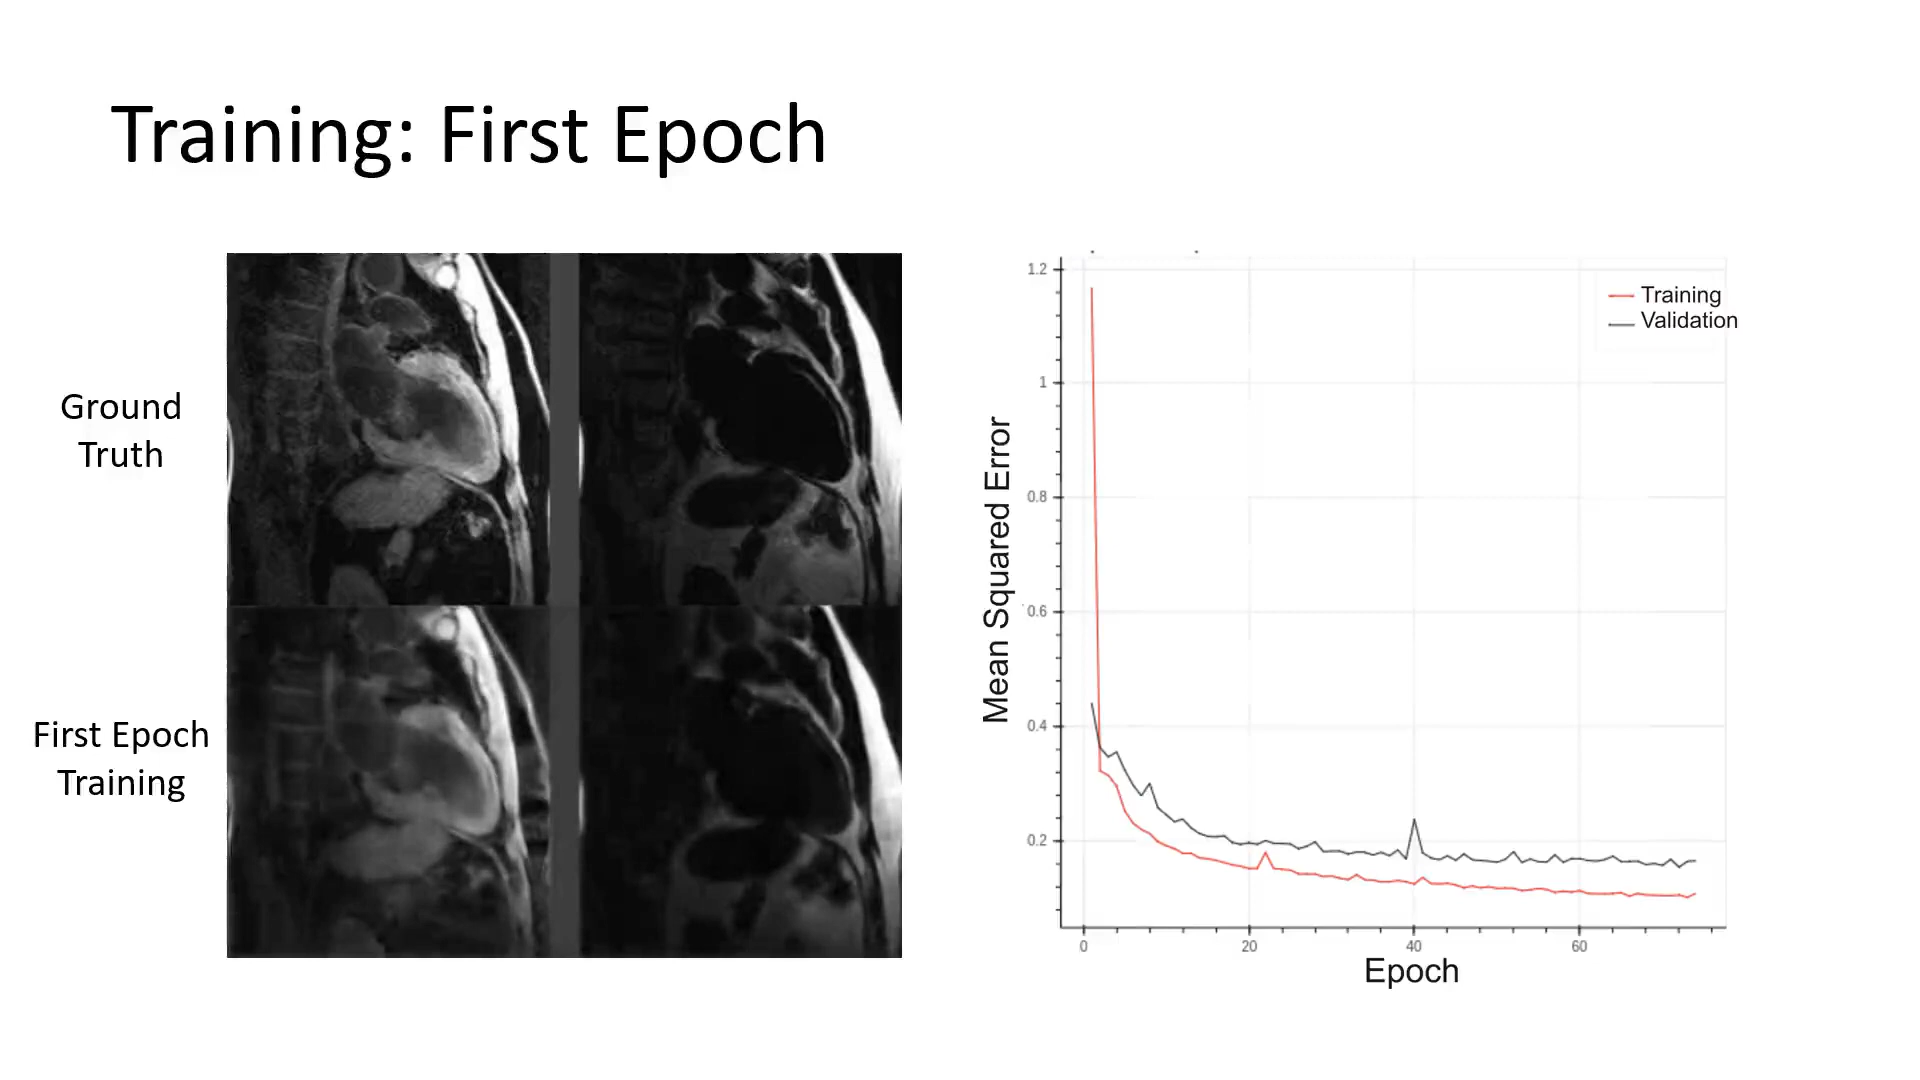 Training: First Epoch
Ground
Truth
First Epoch
Training
Mean Squared Error
1.2
1
0.8
0.6
0.4
0.2
0
20
40
60
Epoch
Training
Validation